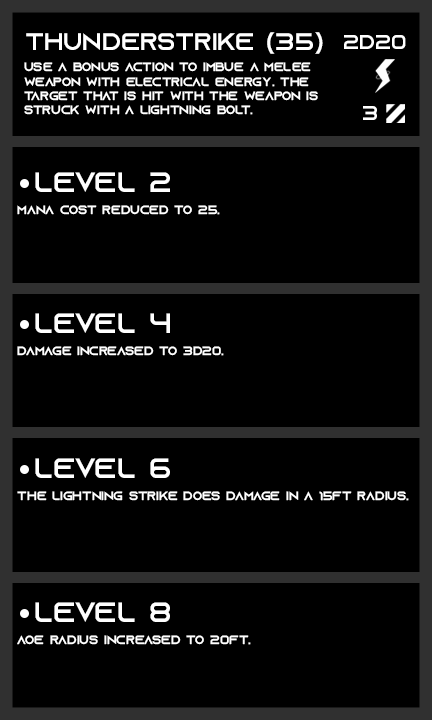 THUNDERSTRIKE (35) 2D20
USE A BONUS ACTION TO IMBUE A MELEE
WEAPON WITH ELECTRICAL ENERGY. THE
TARGET THAT IS HIT WITH THE WEAPON IS
STRUCK WITH A LIGHTNING BOLT.
3
•LEVEL 2
MANA COST REDUCED TO 25.
•LEVEL 4
DAMAGE INCREASED TO 3D20.
•LEVEL 6
THE LIGHTNING STRIKE DOES DAMAGE IN A 15FT RADIUS.
•LEVEL 8
AOE RADIUS INCREASED TO 20FT.